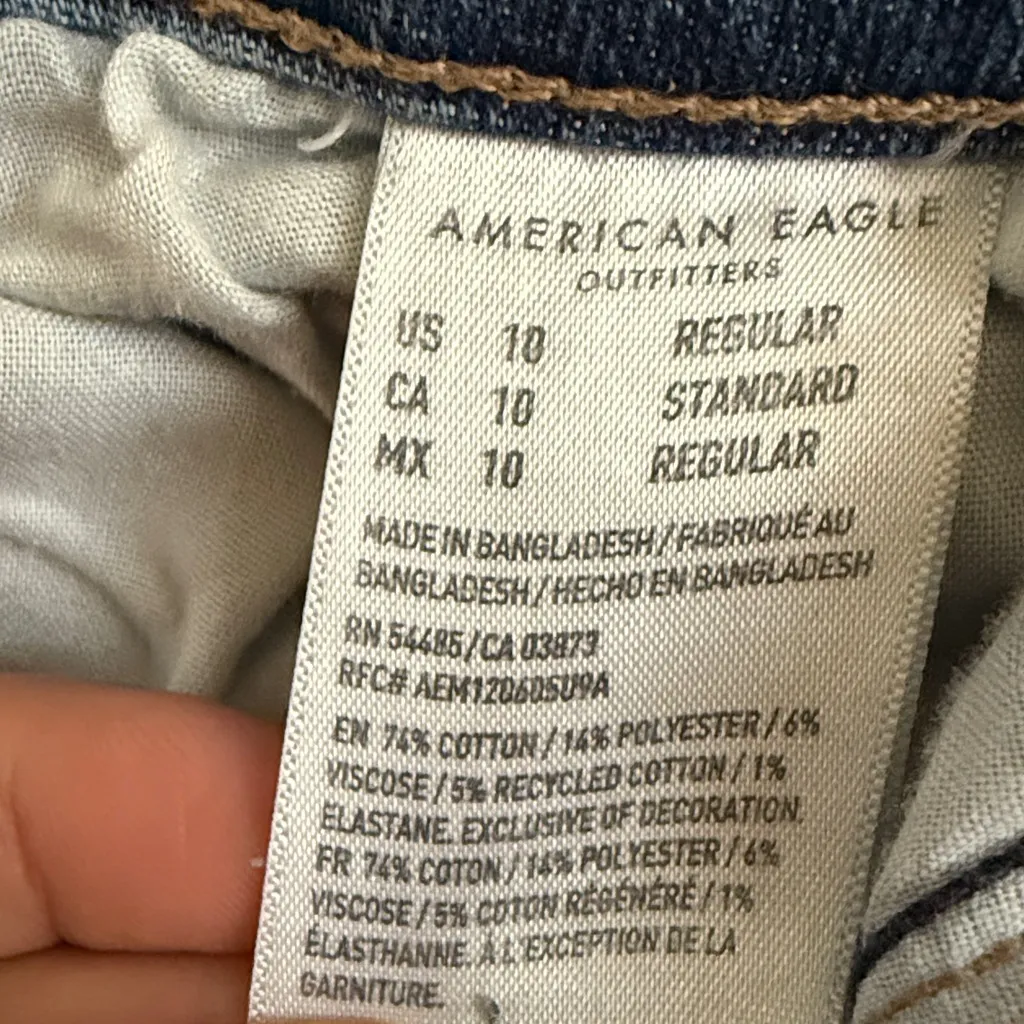 AMERICAN EAGLE
OUTFITTERS
US 10 REGULAR
CA 10 STANDARD
MX 10 REGULAR
MADE IN BANGLADESH / FABRIQUÉ AU
BANGLADESH / HECHO EN BANGLADESH
RN 54485 / CA 03873
RFC# AEM120605U9A
EN 74% COTTON / 14% POLYESTER / 6%
VISCOSE / 5% RECYCLED COTTON / 1%
ELASTANE. EXCLUSIVE OF DECORATION.
FR 74% COTON / 14% POLYESTER / 6%
VISCOSE / 5% COTON RÉGÉNÉRÉ / 1%
ÉLASTHANNE. À L'EXCEPTION DE LA
GARNITURE.